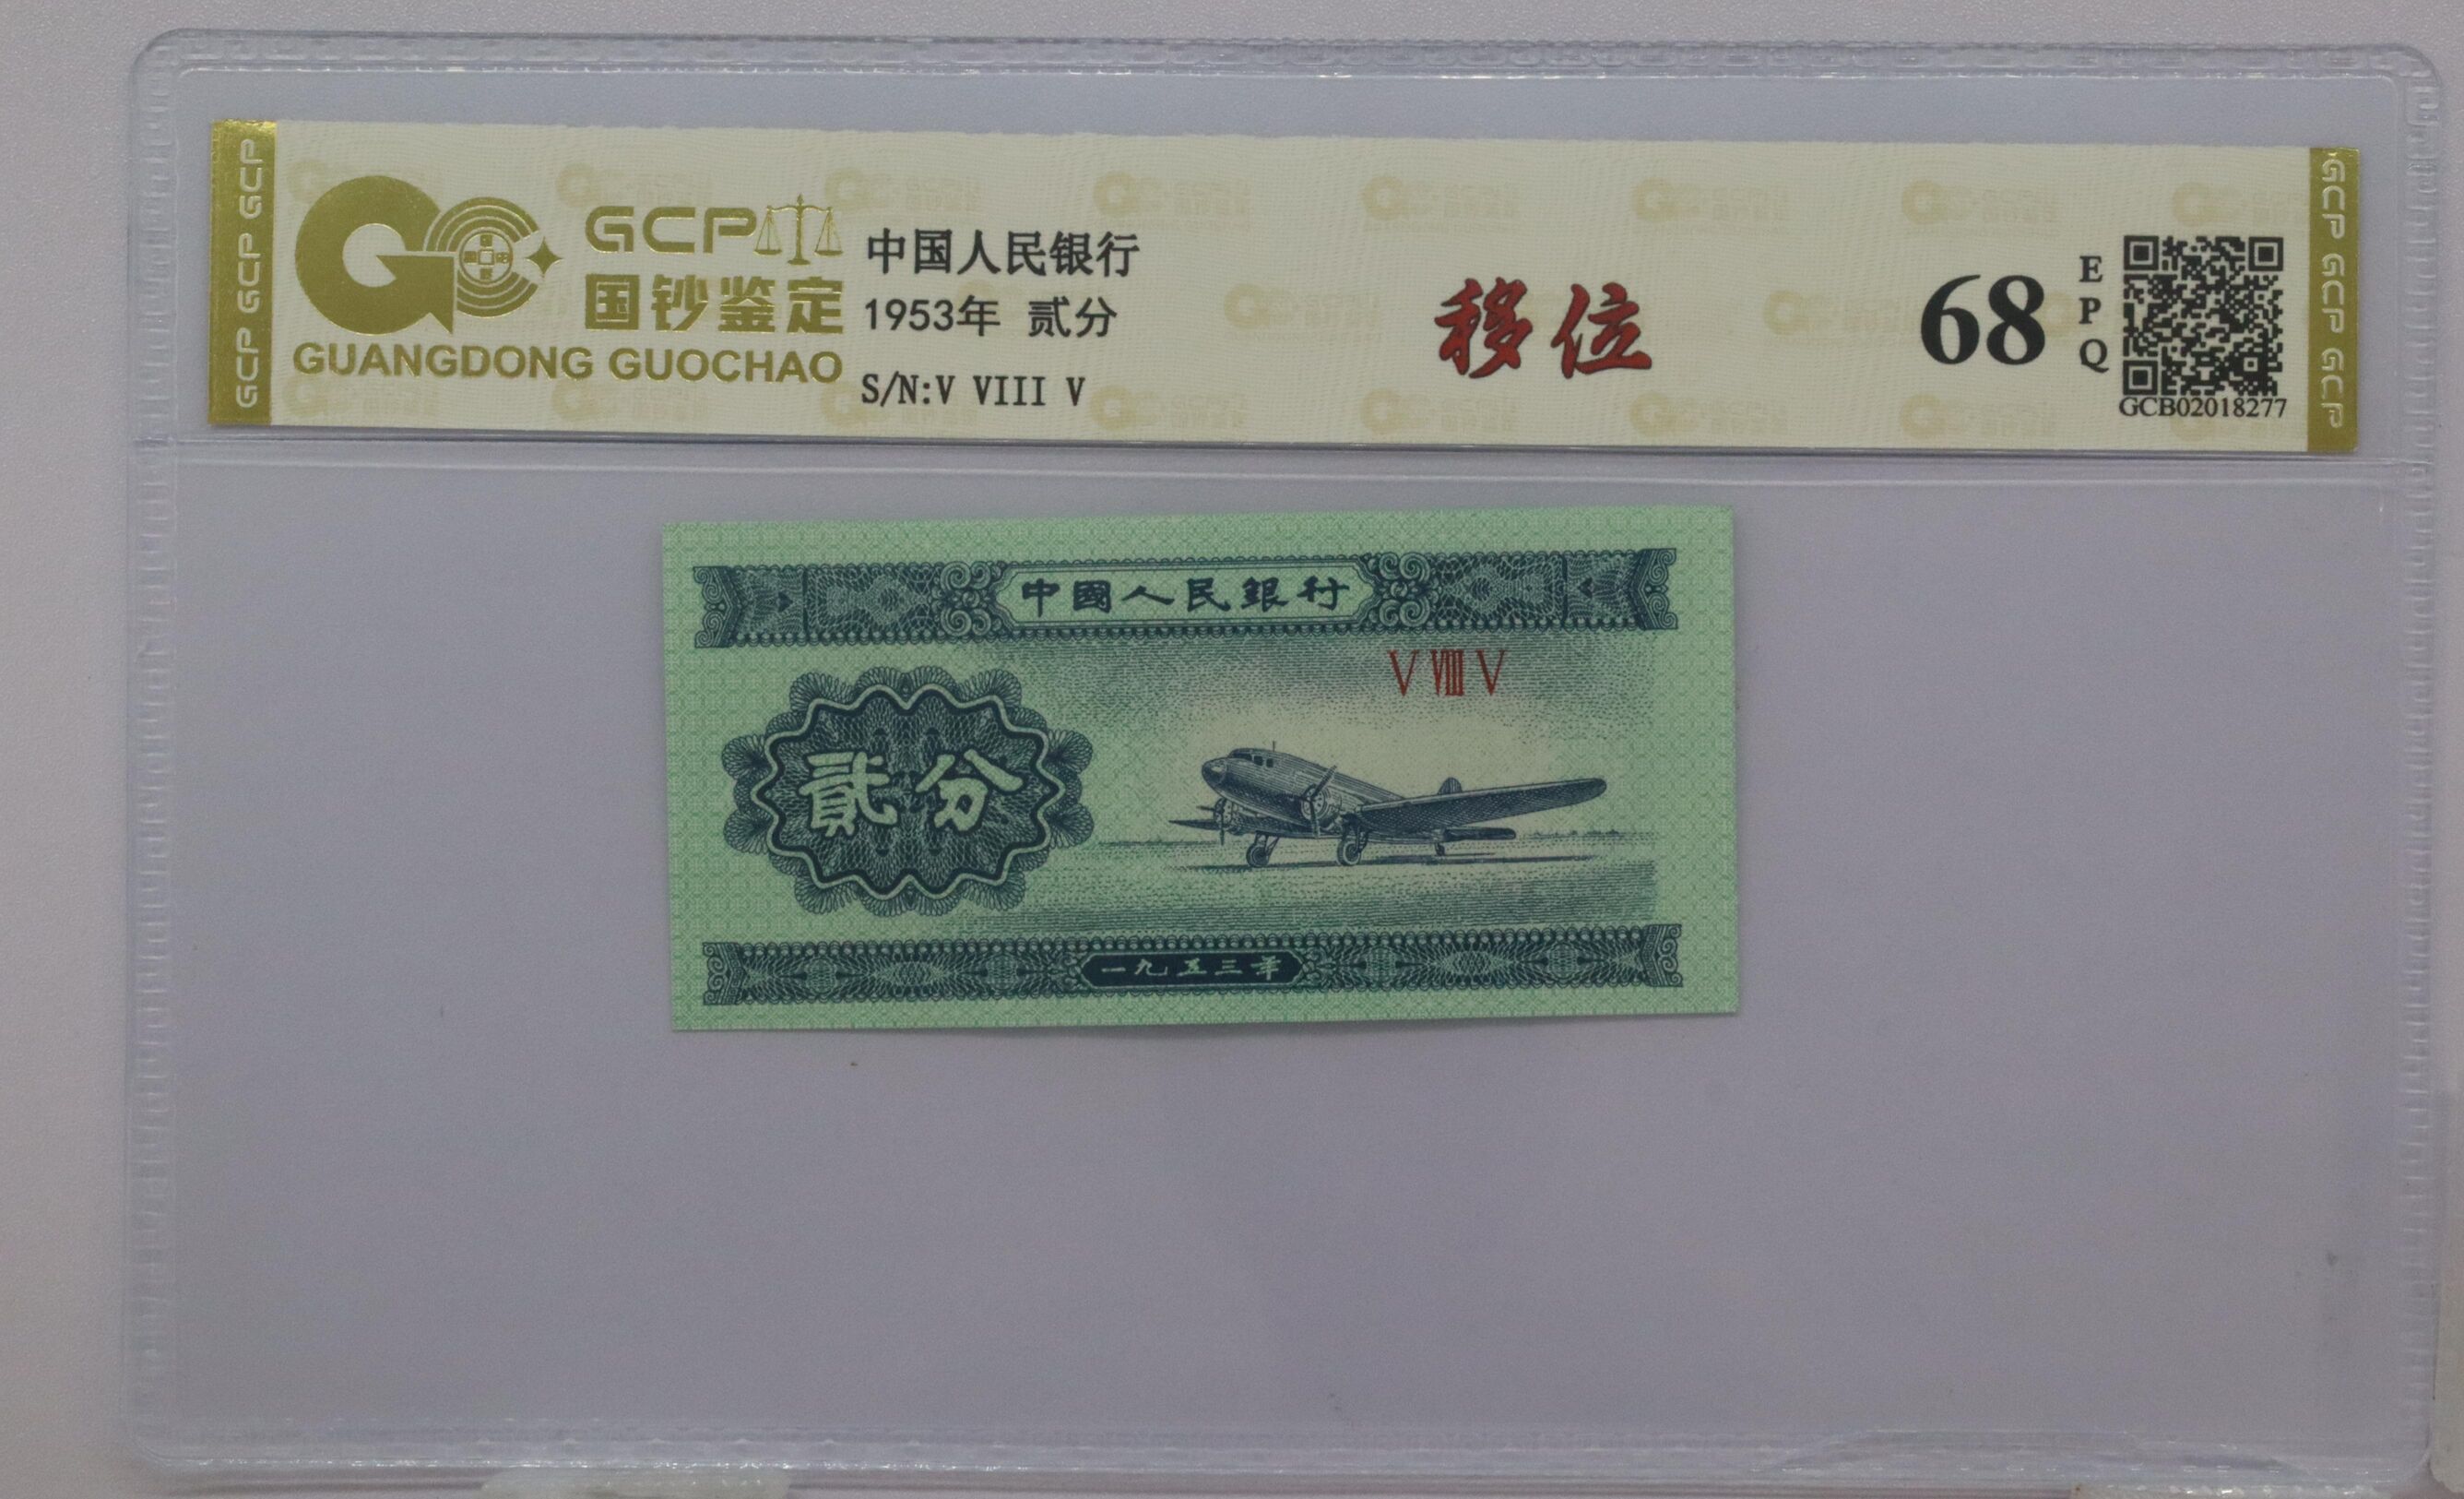 GCP GCP GCP
GCP
国钞鉴定
GUANGDONG GUOCHAO
中国人民银行
1953年 贰分
S/N:V VIII V
移位
68
EPQ
GCB02018277
GCP GCP GCP
中國人民銀行
V VIII V
貳分
一九五三年